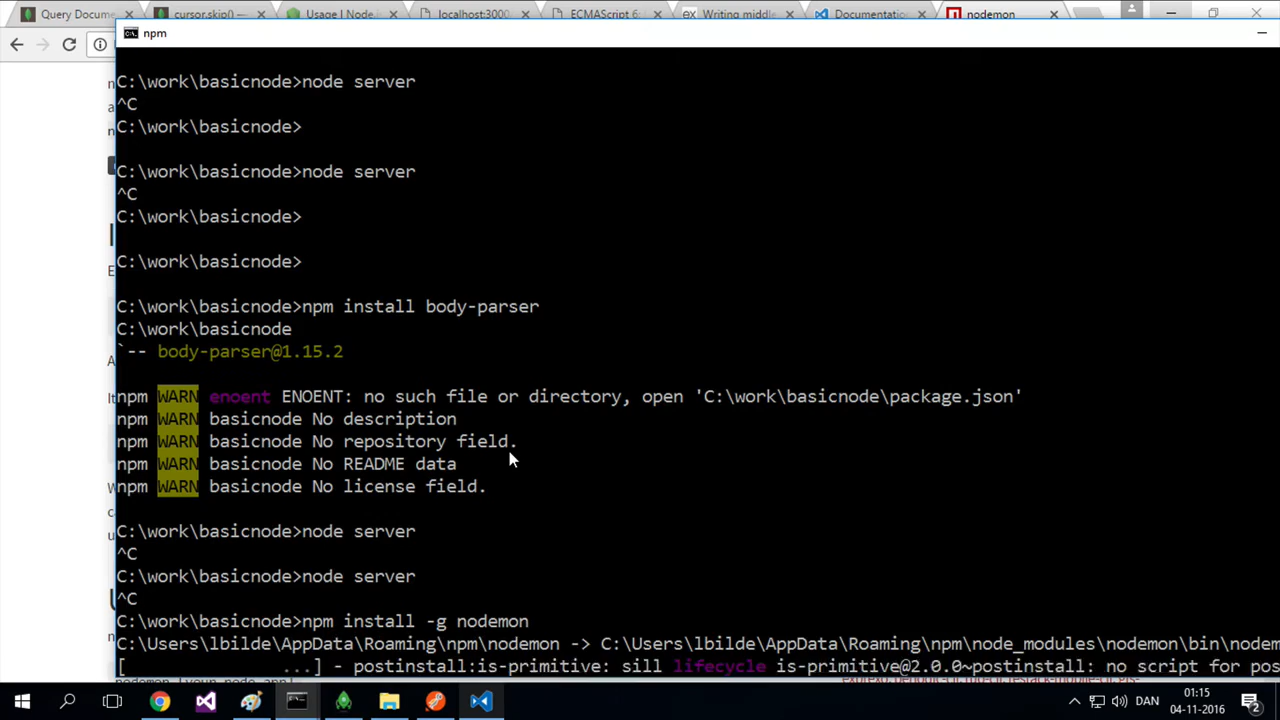 Query Docume
cursor.skip() —
Usage | Node.j
localhost:3000
ECMAScript 6:
ex Writing middle
Documentation
nodemon
npm
C:\work\basicnode>node server
^C
C:\work\basicnode>
C:\work\basicnode>node server
^C
C:\work\basicnode>
C:\work\basicnode>
C:\work\basicnode>npm install body-parser
C:\work\basicnode
`-- body-parser@1.15.2
npm WARN enoent ENOENT: no such file or directory, open 'C:\work\basicnode\package.json'
npm WARN basicnode No description
npm WARN basicnode No repository field.
npm WARN basicnode No README data
npm WARN basicnode No license field.
C:\work\basicnode>node server
^C
C:\work\basicnode>node server
^C
C:\work\basicnode>npm install -g nodemon
C:\Users\lbilde\AppData\Roaming\npm\nodemon -> C:\Users\lbilde\AppData\Roaming\npm\node_modules\nodemon\bin\nodem
[ ...] - postinstall:is-primitive: sill lifecycle is-primitive@2.0.0~postinstall: no script for pos
DAN
01:15
04-11-2016
2